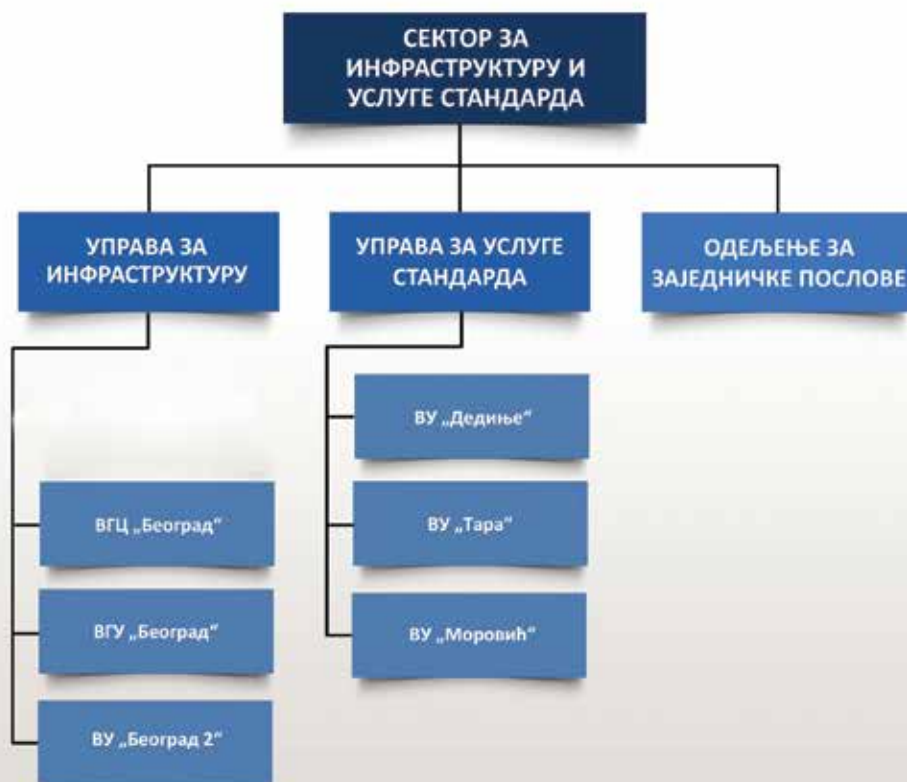 СЕКТОР ЗА
ИНФРАСТРУКТУРУ И
УСЛУГЕ СТАНДАРДА
УПРАВА ЗА
ИНФРАСТРУКТУРУ
УПРАВА ЗА УСЛУГЕ
СТАНДАРДА
ОДЕЉЕЊЕ ЗА
ЗАЈЕДНИЧКЕ ПОСЛОВЕ
ВГЦ „Београд“
ВГУ „Београд“
ВУ „Београд 2“
ВУ „Дедиње“
ВУ „Тара“
ВУ „Моровић“